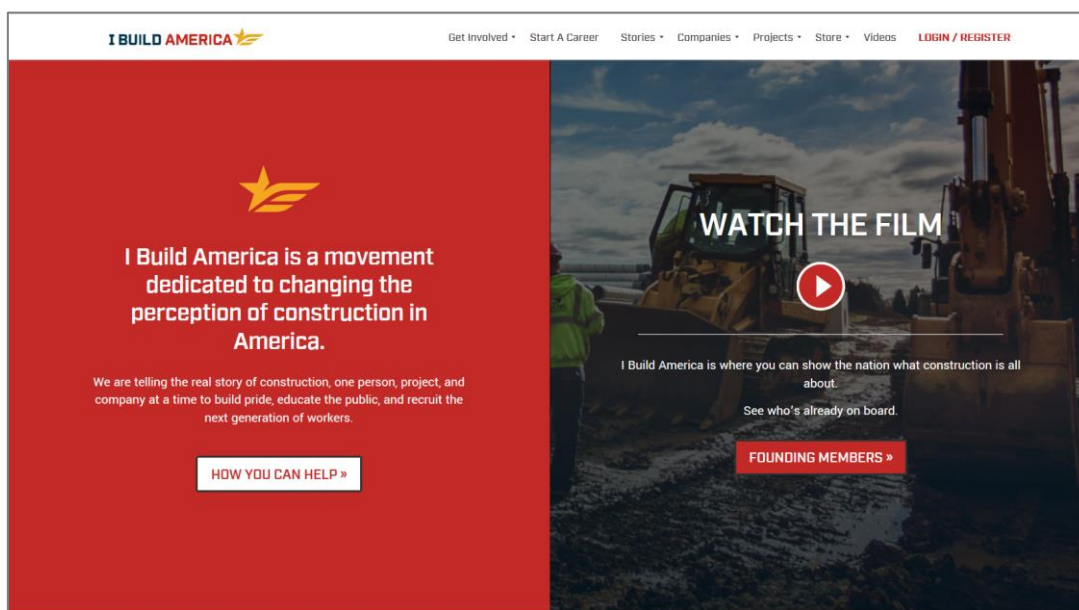 I BUILD AMERICA
Get Involved Start A Career Stories Companies Projects Store Videos LOGIN / REGISTER
I Build America is a movement
dedicated to changing the
perception of construction in
America.
We are telling the real story of construction, one person, project, and
company at a time to build pride, educate the public, and recruit the
next generation of workers.
HOW YOU CAN HELP »
WATCH THE FILM
I Build America is where you can show the nation what construction is all
about.
See who's already on board.
FOUNDING MEMBERS »